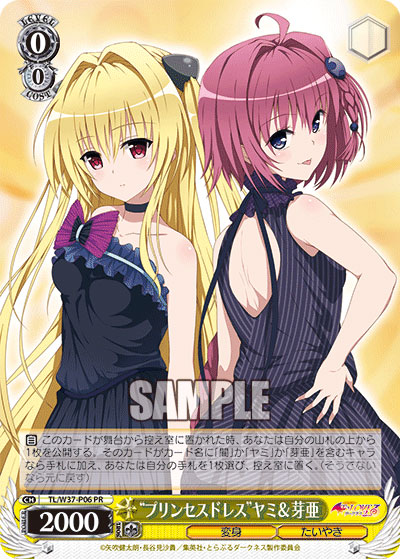 LEVEL
0
0
COST
SAMPLE
自 このカードが舞台から控え室に置かれた時、あなたは自分の山札の上から
1枚を公開する。そのカードがカード名に「闇」か「ヤミ」か「芽亜」を含むキャラ
なら手札に加え、あなたは自分の手札を1枚選び、控え室に置く。(そうでない
なら元に戻す)
CH TL/W37-P06 PR
2000
"プリンセスドレス"ヤミ&芽亜
変身 たいやき
©矢吹健太朗・長谷見沙貴/集英社・とらぶるダークネス製作委員会